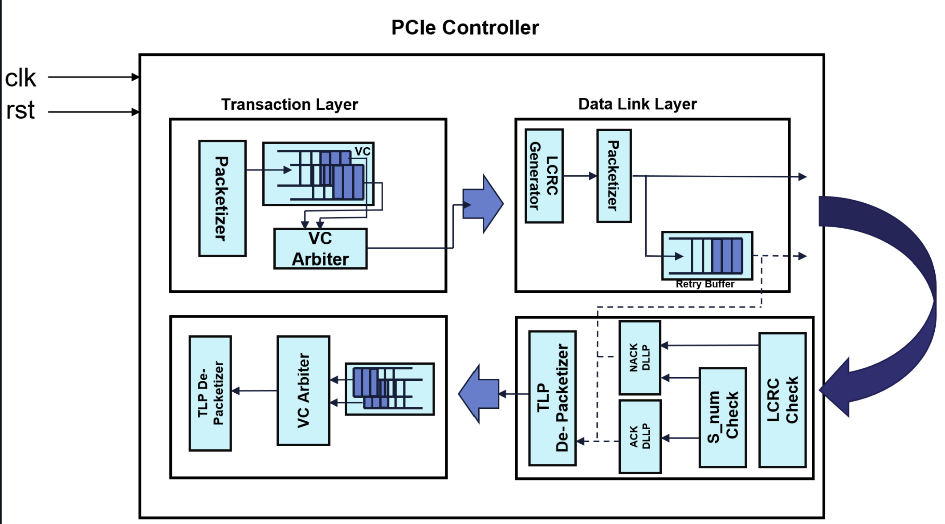 PCIe Controller
clk
rst
Transaction Layer
Packetizer
VC
VC
Arbiter
Data Link Layer
LCRC
Generator
Packetizer
Retry Buffer
TLP De-
Packetizer
VC Arbiter
TLP
De- Packetizer
NACK
DLLP
ACK
DLLP
S_num
Check
LCRC
Check